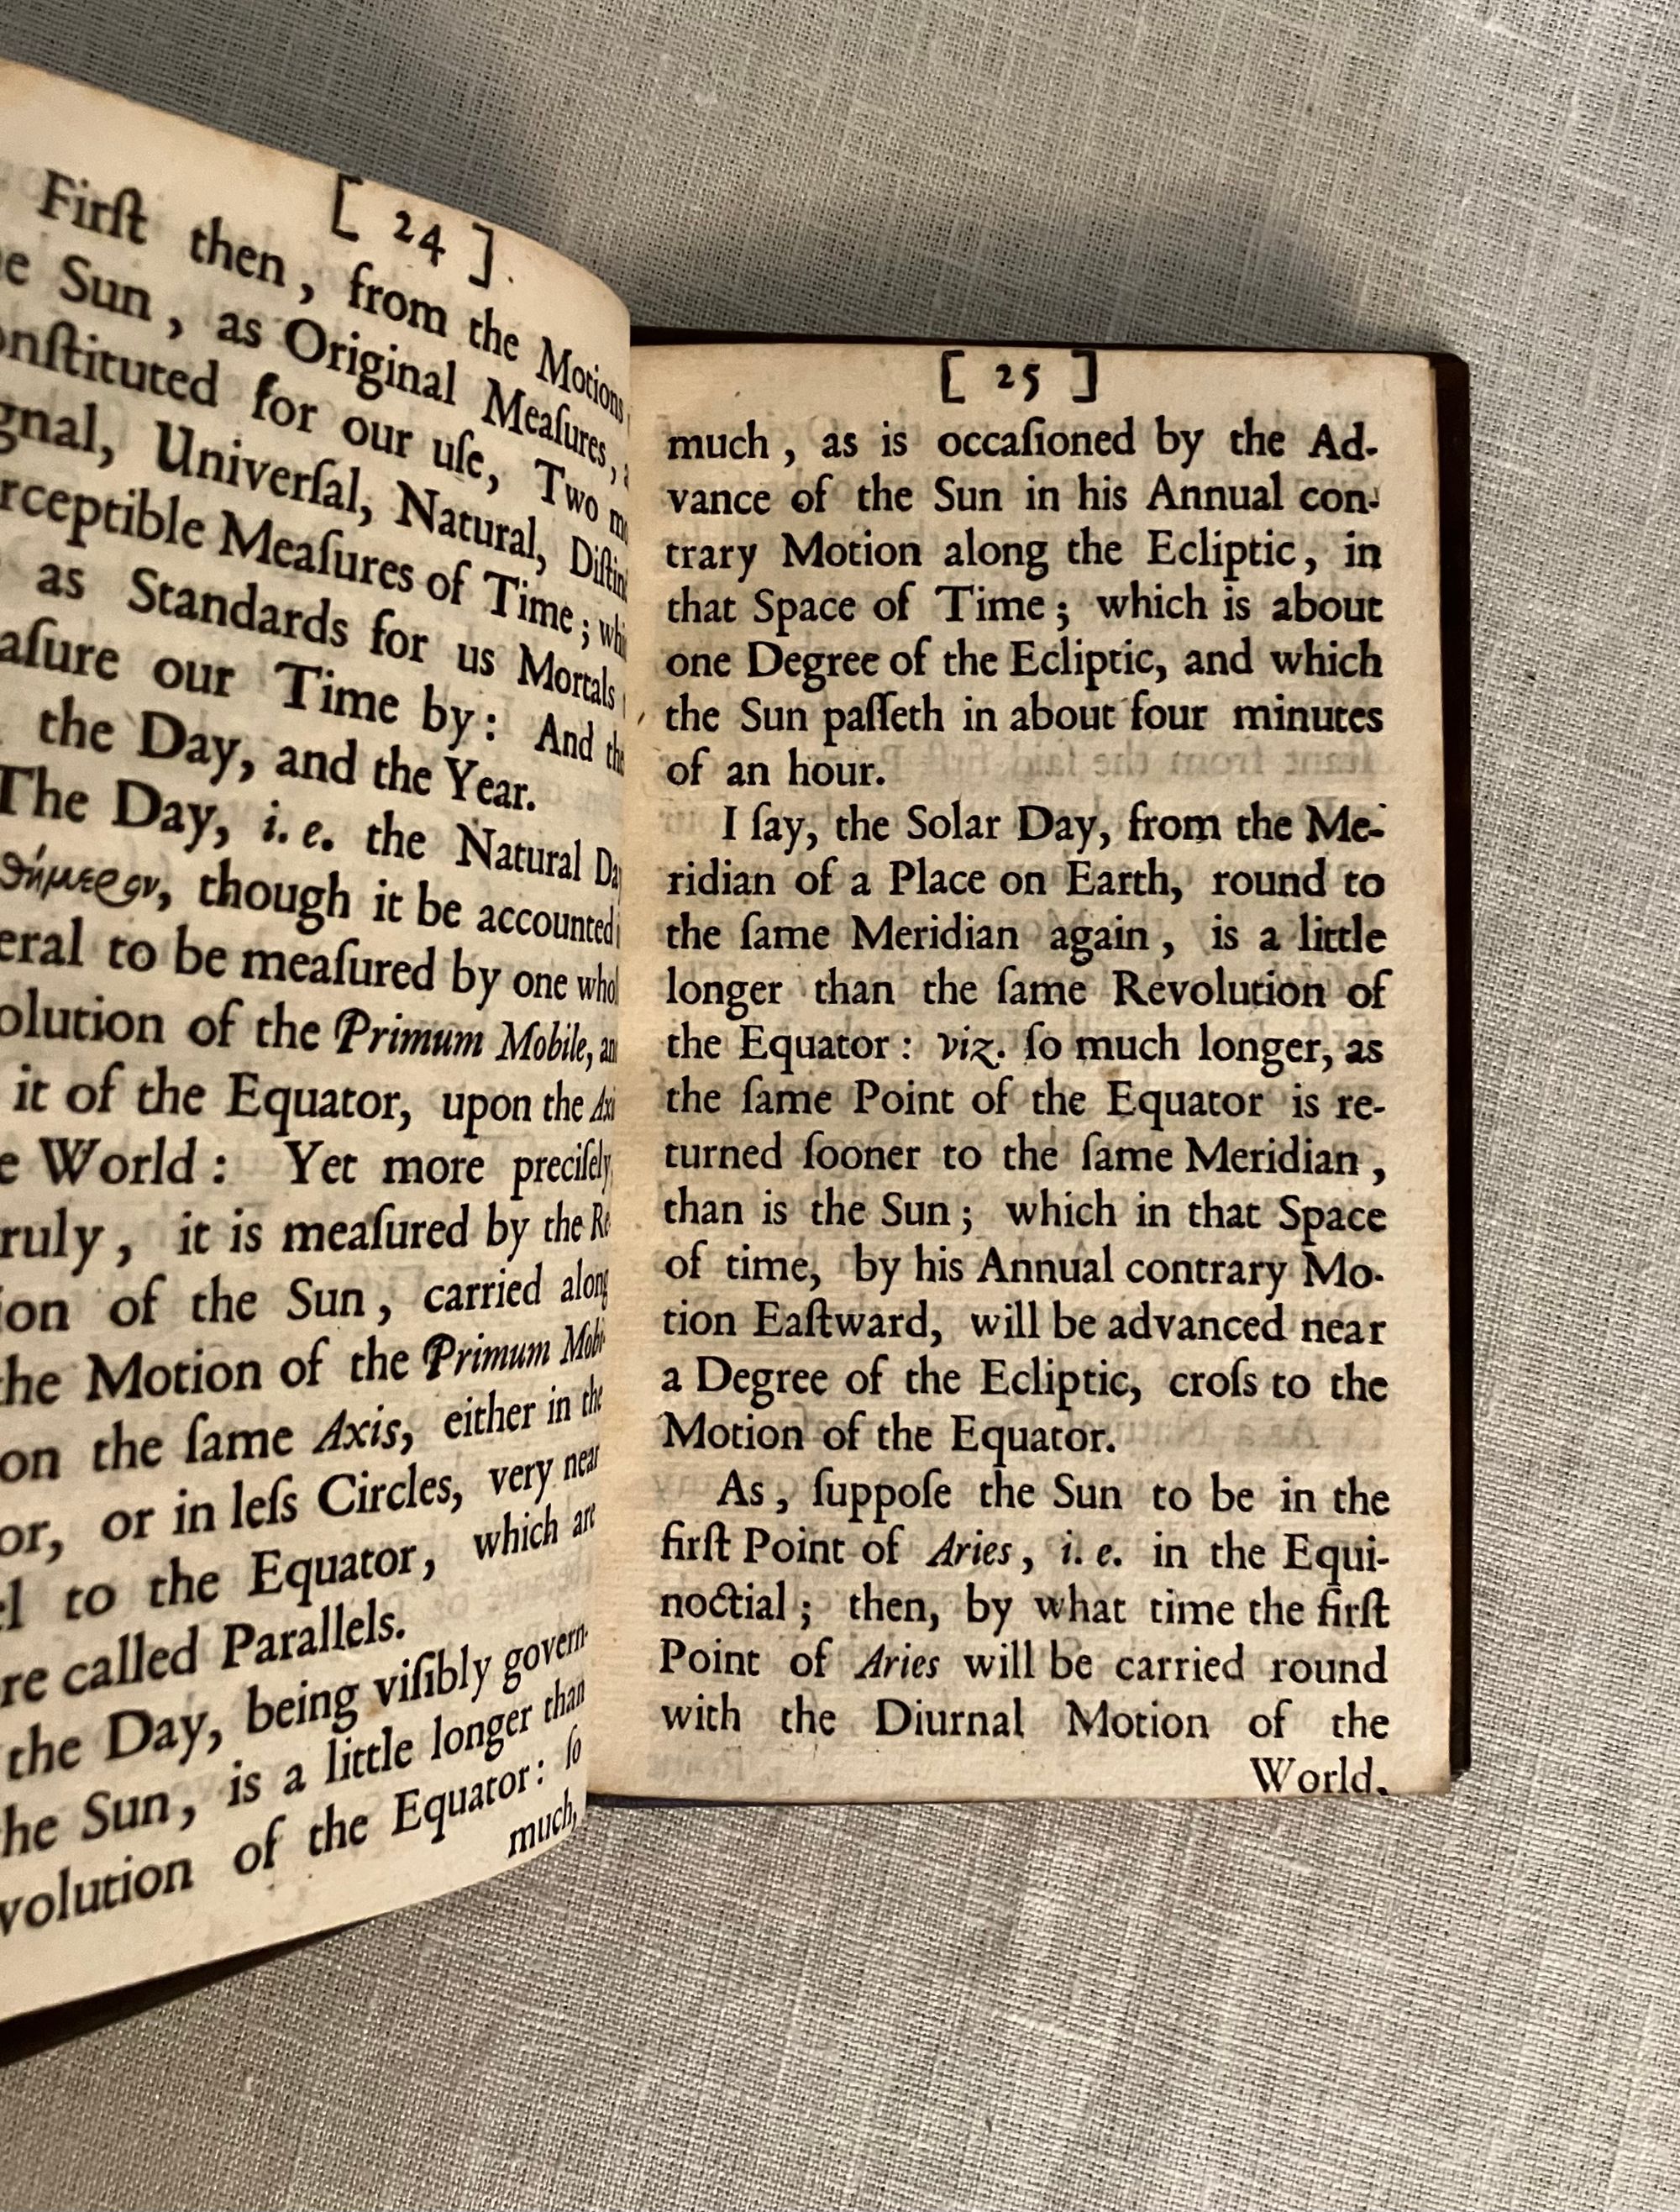 [ 24 ].
Firſt then, from the Motions
Sun, as Original Meaſures,
for our uſe, Two
Univerſal, Natural,
Meaſures of Time;
as Standards for us Mortals
our Time by: And
the Day, and the Year.
The Day, i. e. the Natural
though it be accounted
to be meaſured by one
of the Primum Mobile,
it of the Equator, upon the
World: Yet more preciſely
it is meaſured by the
of the Sun, carried along
the Motion of the Primum
on the ſame Axis, either in the
or in leſs Circles, very near
to the Equator, which are
called Parallels.
the Day, being viſibly govern-
the Sun, is a little longer than
of the Equator: ſo
much,
[ 25 ]
much, as is occaſioned by the Ad-
vance of the Sun in his Annual con-
trary Motion along the Ecliptic, in
that Space of Time; which is about
one Degree of the Ecliptic, and which
the Sun paſſeth in about four minutes
of an hour.
I ſay, the Solar Day, from the Me-
ridian of a Place on Earth, round to
the ſame Meridian again, is a little
longer than the ſame Revolution of
the Equator: viz. ſo much longer, as
the ſame Point of the Equator is re-
turned ſooner to the ſame Meridian,
than is the Sun; which in that Space
of time, by his Annual contrary Mo-
tion Eaſtward, will be advanced near
a Degree of the Ecliptic, croſs to the
Motion of the Equator.
As, ſuppoſe the Sun to be in the
firſt Point of Aries, i. e. in the Equi-
noctial; then, by what time the firſt
Point of Aries will be carried round
with the Diurnal Motion of the
World,